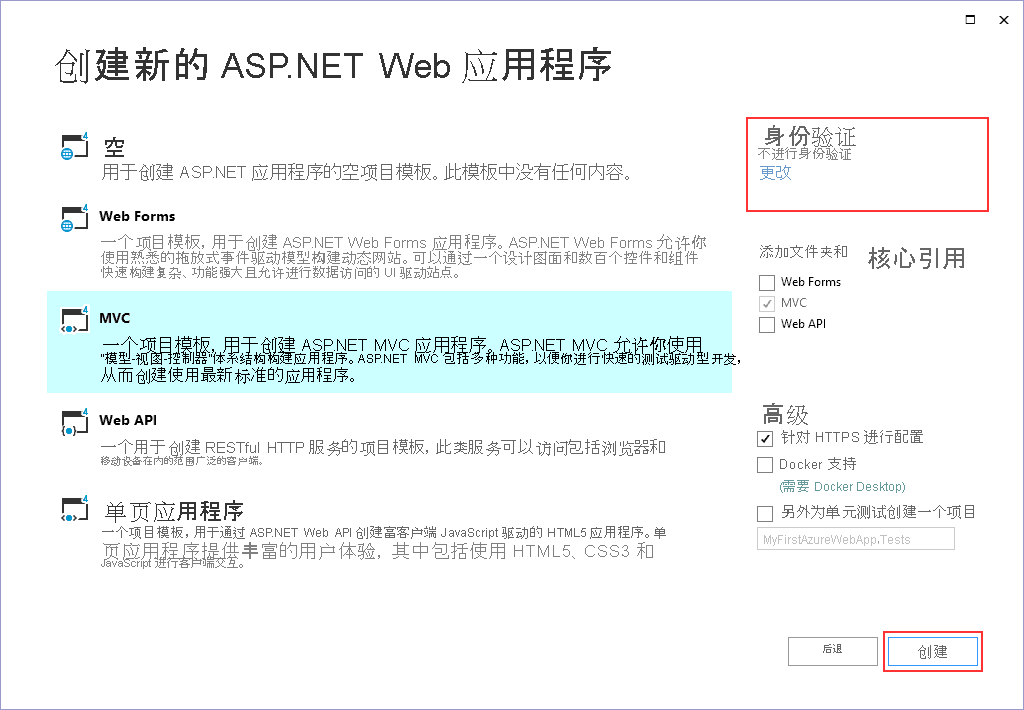 创建新的 ASP.NET Web 应用程序
空
用于创建 ASP.NET 应用程序的空项目模板。此模板中没有任何内容。
Web Forms
一个项目模板, 用于创建 ASP.NET Web Forms 应用程序。ASP.NET Web Forms 允许你
使用熟悉的拖放式事件驱动模型构建动态网站。可以通过一个设计图面和数百个控件和组件
快速构建复杂、功能强大且允许进行数据访问的 UI 驱动站点。
MVC
一个项目模板, 用于创建 ASP.NET MVC 应用程序。ASP.NET MVC 允许你使用
"模型-视图-控制器"体系结构构建应用程序。ASP.NET MVC 包括多种功能, 以便你进行快速的测试驱动型开发,
从而创建使用最新标准的应用程序。
Web API
一个用于创建 RESTful HTTP 服务的项目模板, 此类服务可以访问包括浏览器和
移动设备在内的范围广泛的客户端。
单页应用程序
一个项目模板, 用于通过 ASP.NET Web API 创建富客户端 JavaScript 驱动的 HTML5 应用程序。单
页应用程序提供丰富的用户体验, 其中包括使用 HTML5、CSS3 和
JavaScript 进行客户端交互。
身份验证
不进行身份验证
更改
添加文件夹和 核心引用
Web Forms
MVC
Web API
高级
针对 HTTPS 进行配置
Docker 支持
(需要 Docker Desktop)
另外为单元测试创建一个项目
MyFirstAzureWebApp.Tests
后退
创建